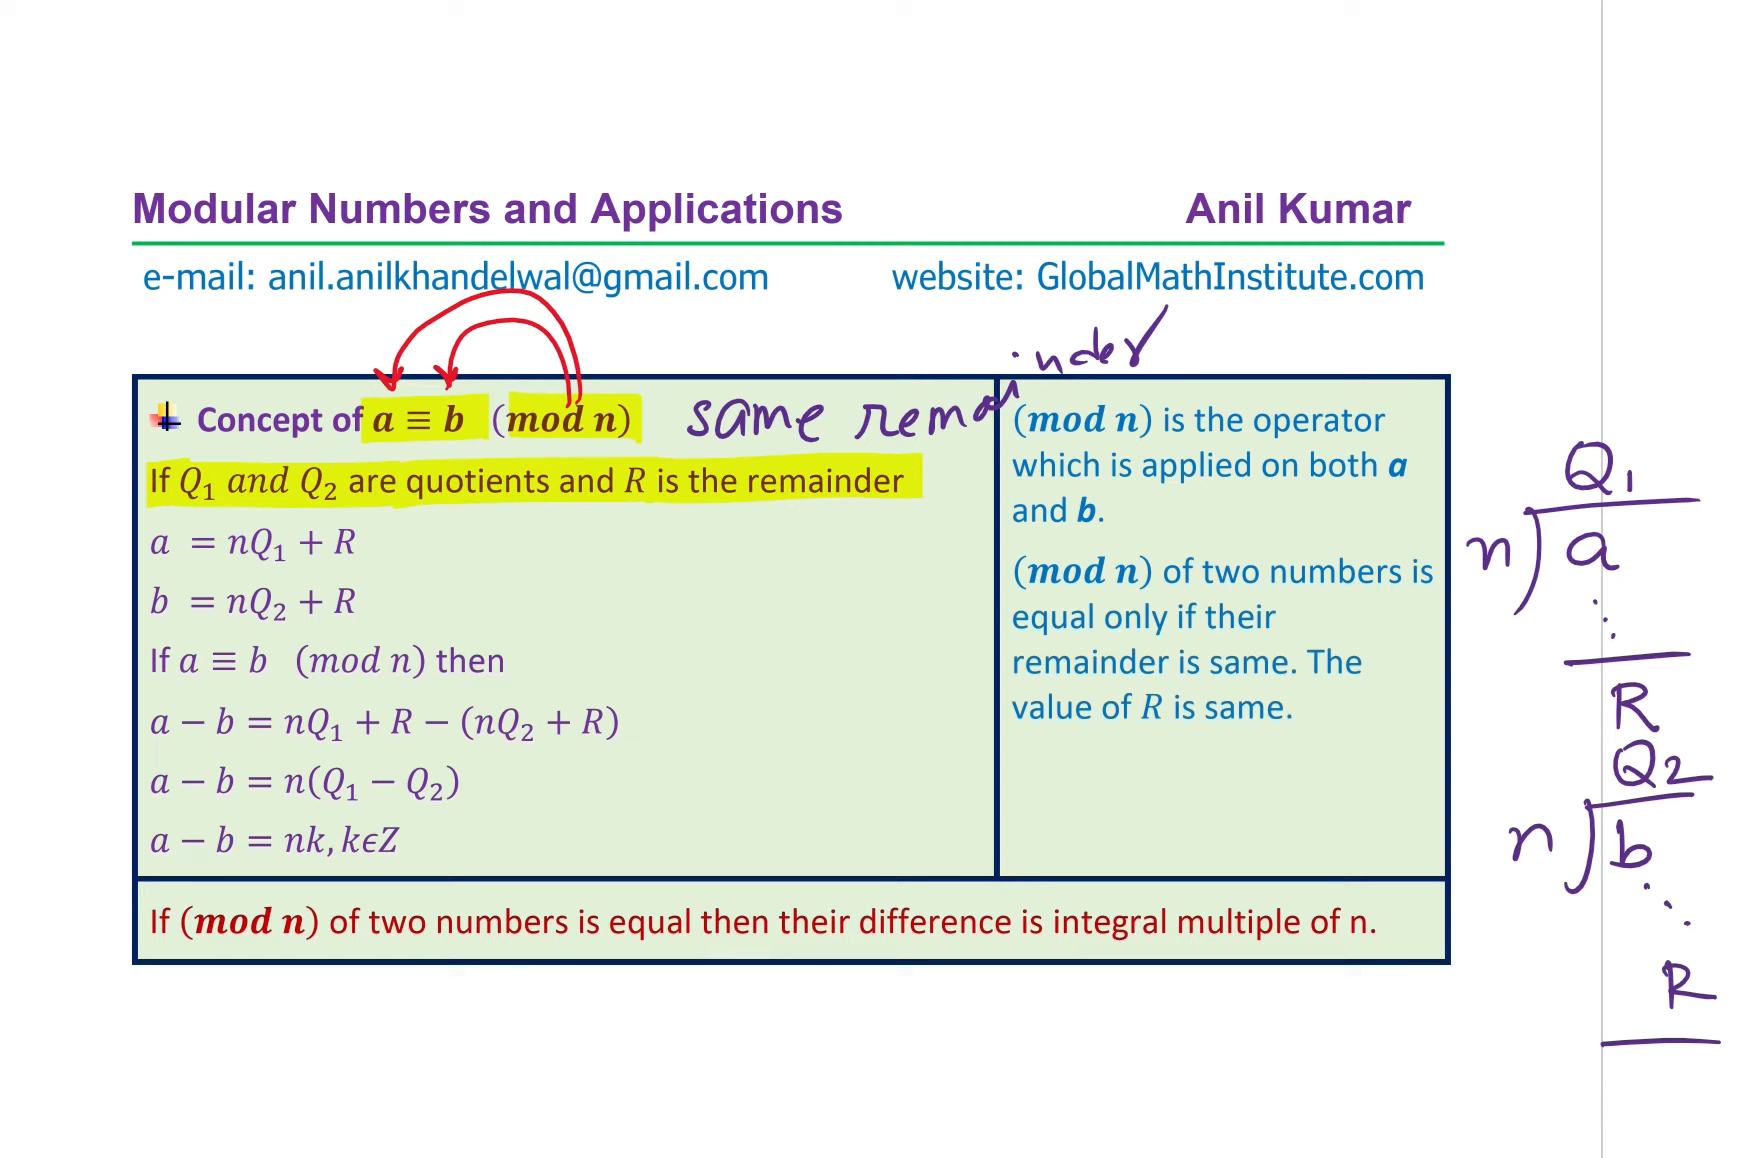 Modular Numbers and Applications Anil Kumar
e-mail: anil.anilkhandelwal@gmail.com website: GlobalMathInstitute.com
Concept of a ≡ b (mod n) same remainder
If Q₁ and Q₂ are quotients and R is the remainder
a = nQ₁ + R
b = nQ₂ + R
If a ≡ b (mod n) then
a − b = nQ₁ + R − (nQ₂ + R)
a − b = n(Q₁ − Q₂)
a − b = nk, kϵZ
(mod n) is the operator
which is applied on both a
and b.
(mod n) of two numbers is
equal only if their
remainder is same. The
value of R is same.
If (mod n) of two numbers is equal then their difference is integral multiple of n.
Q₁
n) a
R
Q₂
n) b
R